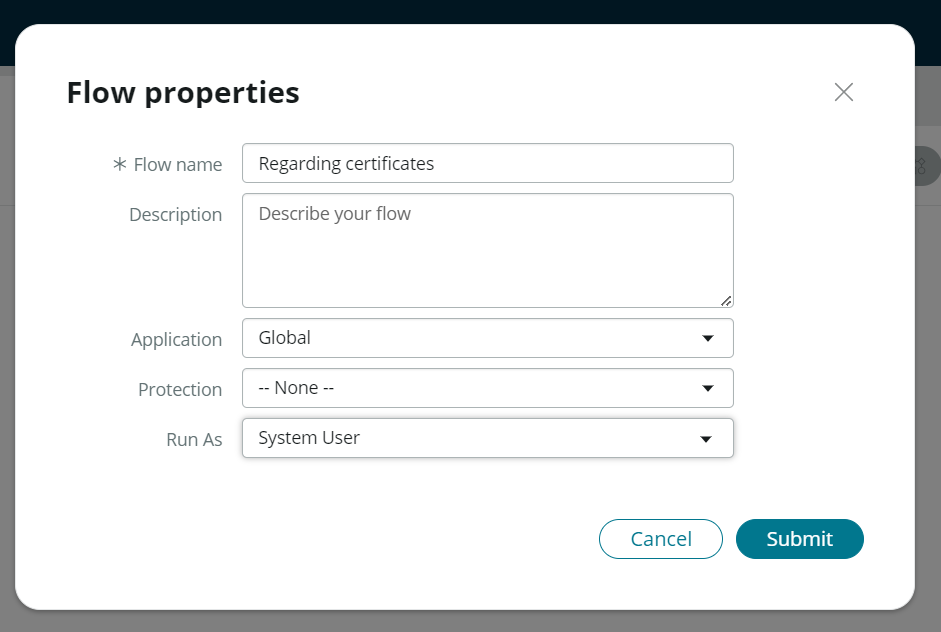 Flow properties
* Flow name
Regarding certificates
Description
Describe your flow
Application
Global
Protection
-- None --
Run As
System User
Cancel
Submit